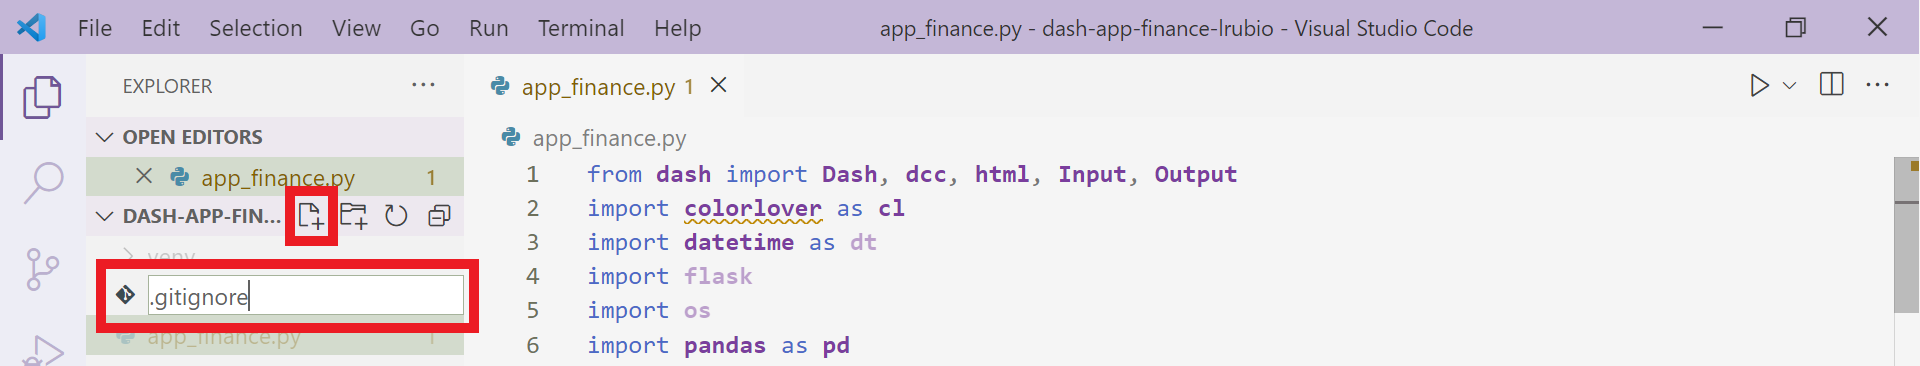 File Edit Selection View Go Run Terminal Help app_finance.py - dash-app-finance-lrubio - Visual Studio Code
EXPLORER
app_finance.py 1
OPEN EDITORS
app_finance.py
app_finance.py 1
1 from dash import Dash, dcc, html, Input, Output
DASH-APP-FIN...
2 import colorlover as cl
3 import datetime as dt
venv
4 import flask
.gitignore
5 import os
app_finance.py 1
6 import pandas as pd